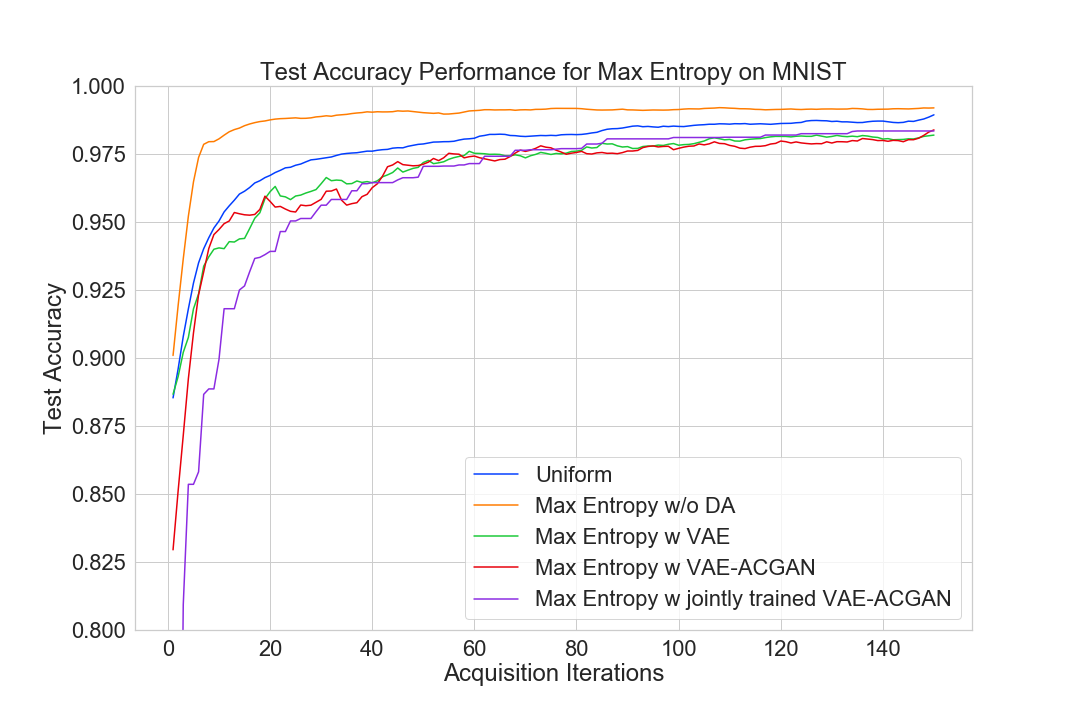 Test Accuracy Performance for Max Entropy on MNIST
1.000
0.975
0.950
0.925
0.900
0.875
0.850
0.825
0.800
Test Accuracy
Uniform
Max Entropy w/o DA
Max Entropy w VAE
Max Entropy w VAE-ACGAN
Max Entropy w jointly trained VAE-ACGAN
0 20 40 60 80 100 120 140
Acquisition Iterations